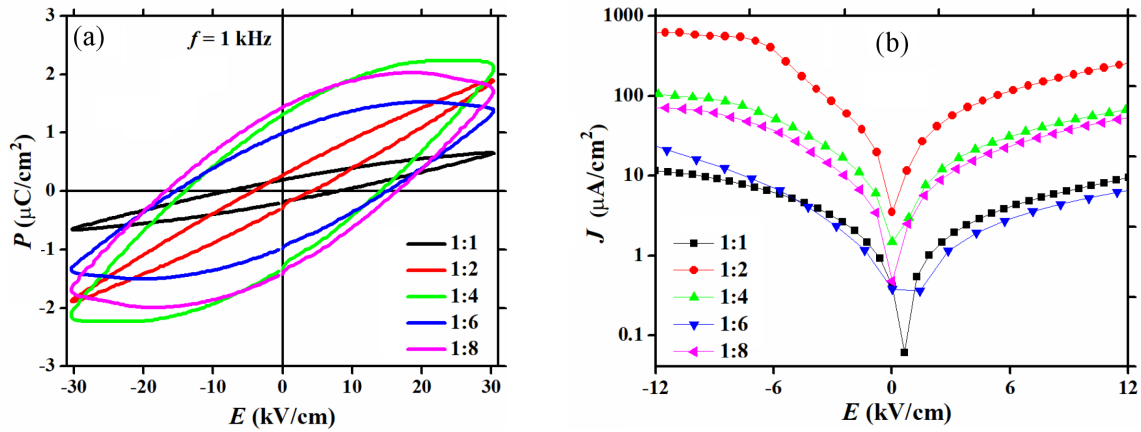 (a)
f = 1 kHz
3
2
1
0
-1
-2
-3
P (μC/cm²)
1:1
1:2
1:4
1:6
1:8
-30 -20 -10 0 10 20 30
E (kV/cm)
(b)
1000
100
10
1
0.1
J (μA/cm²)
1:1
1:2
1:4
1:6
1:8
-12 -6 0 6 12
E (kV/cm)